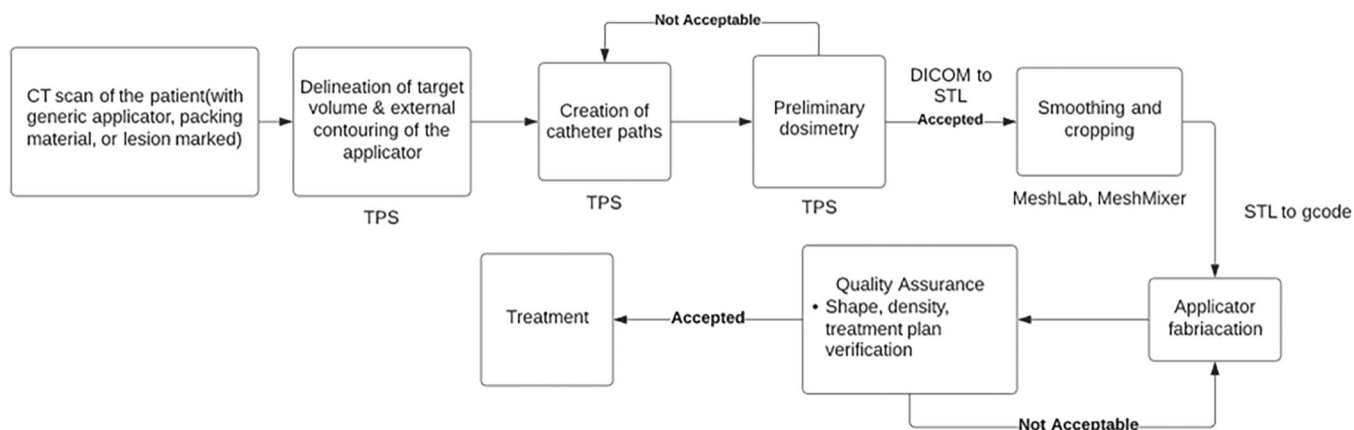 Not Acceptable
CT scan of the patient(with
generic applicator, packing
material, or lesion marked)
Delineation of target
volume & external
contouring of the
applicator
TPS
Creation of
catheter paths
TPS
Preliminary
dosimetry
TPS
DICOM to
STL
Accepted
Smoothing and
cropping
MeshLab, MeshMixer
STL to gcode
Applicator
fabriacation
Quality Assurance
• Shape, density,
treatment plan
verification
Not Acceptable
Accepted
Treatment